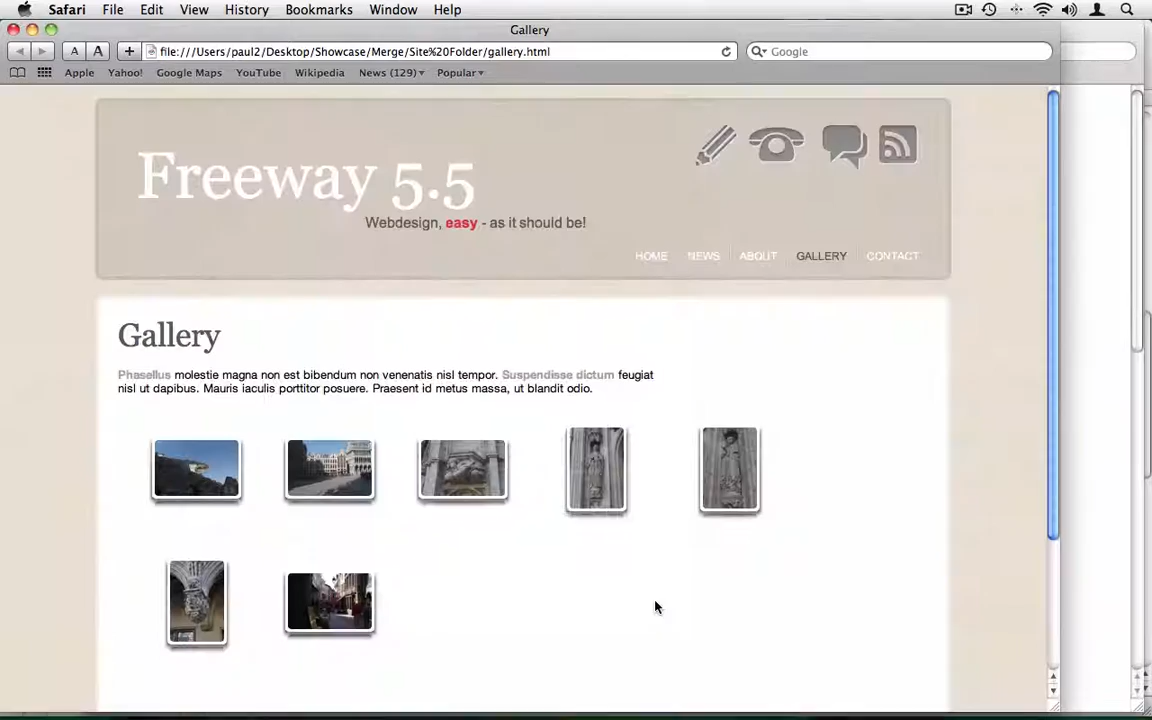 Safari File Edit View History Bookmarks Window Help
Gallery
A A + file:///Users/paul2/Desktop/Showcase/Merge/Site%20Folder/gallery.html Google
Apple Yahoo! Google Maps YouTube Wikipedia News (129) Popular
Freeway 5.5
Webdesign, easy - as it should be!
HOME NEWS ABOUT GALLERY CONTACT
Gallery
Phasellus molestie magna non est bibendum non venenatis nisl tempor. Suspendisse dictum feugiat
nisl ut dapibus. Mauris iaculis porttitor posuere. Praesent id metus massa, ut blandit odio.